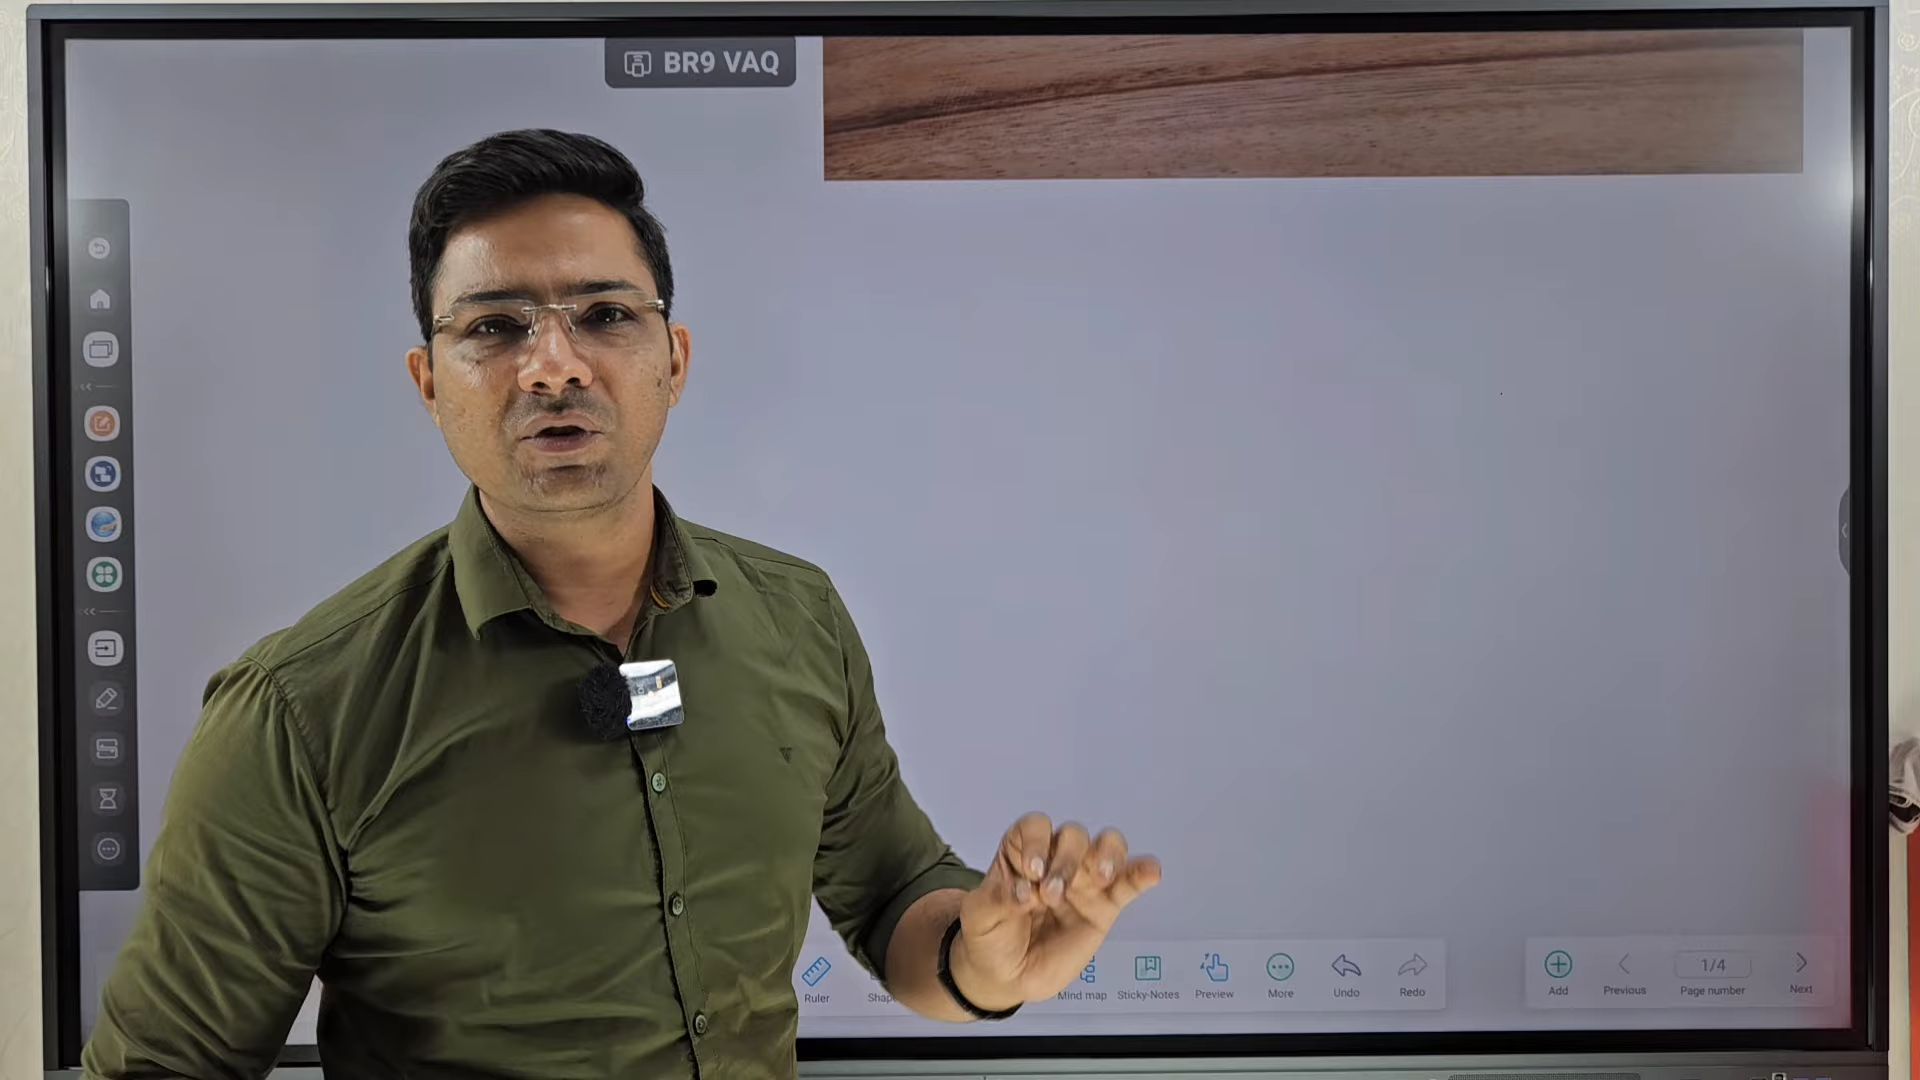 BR9 VAQ
Ruler
Mind map
Sticky-Notes
Preview
More
Undo
Redo
Add
Previous
1/4
Page number
Next